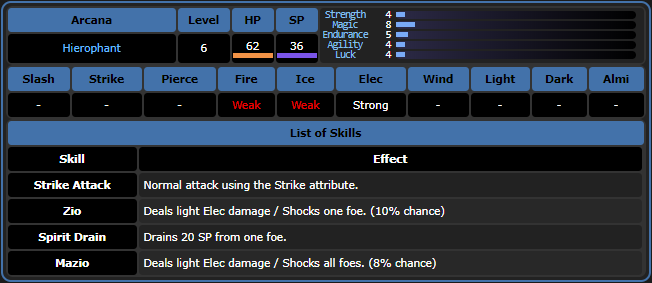 Arcana Level HP SP
Hierophant 6 62 36
Strength 4
Magic 8
Endurance 5
Agility 4
Luck 4
Slash Strike Pierce Fire Ice Elec Wind Light Dark Almi
- - - Weak Weak Strong - - - -
List of Skills
Skill Effect
Strike Attack Normal attack using the Strike attribute.
Zio Deals light Elec damage / Shocks one foe. (10% chance)
Spirit Drain Drains 20 SP from one foe.
Mazio Deals light Elec damage / Shocks all foes. (8% chance)